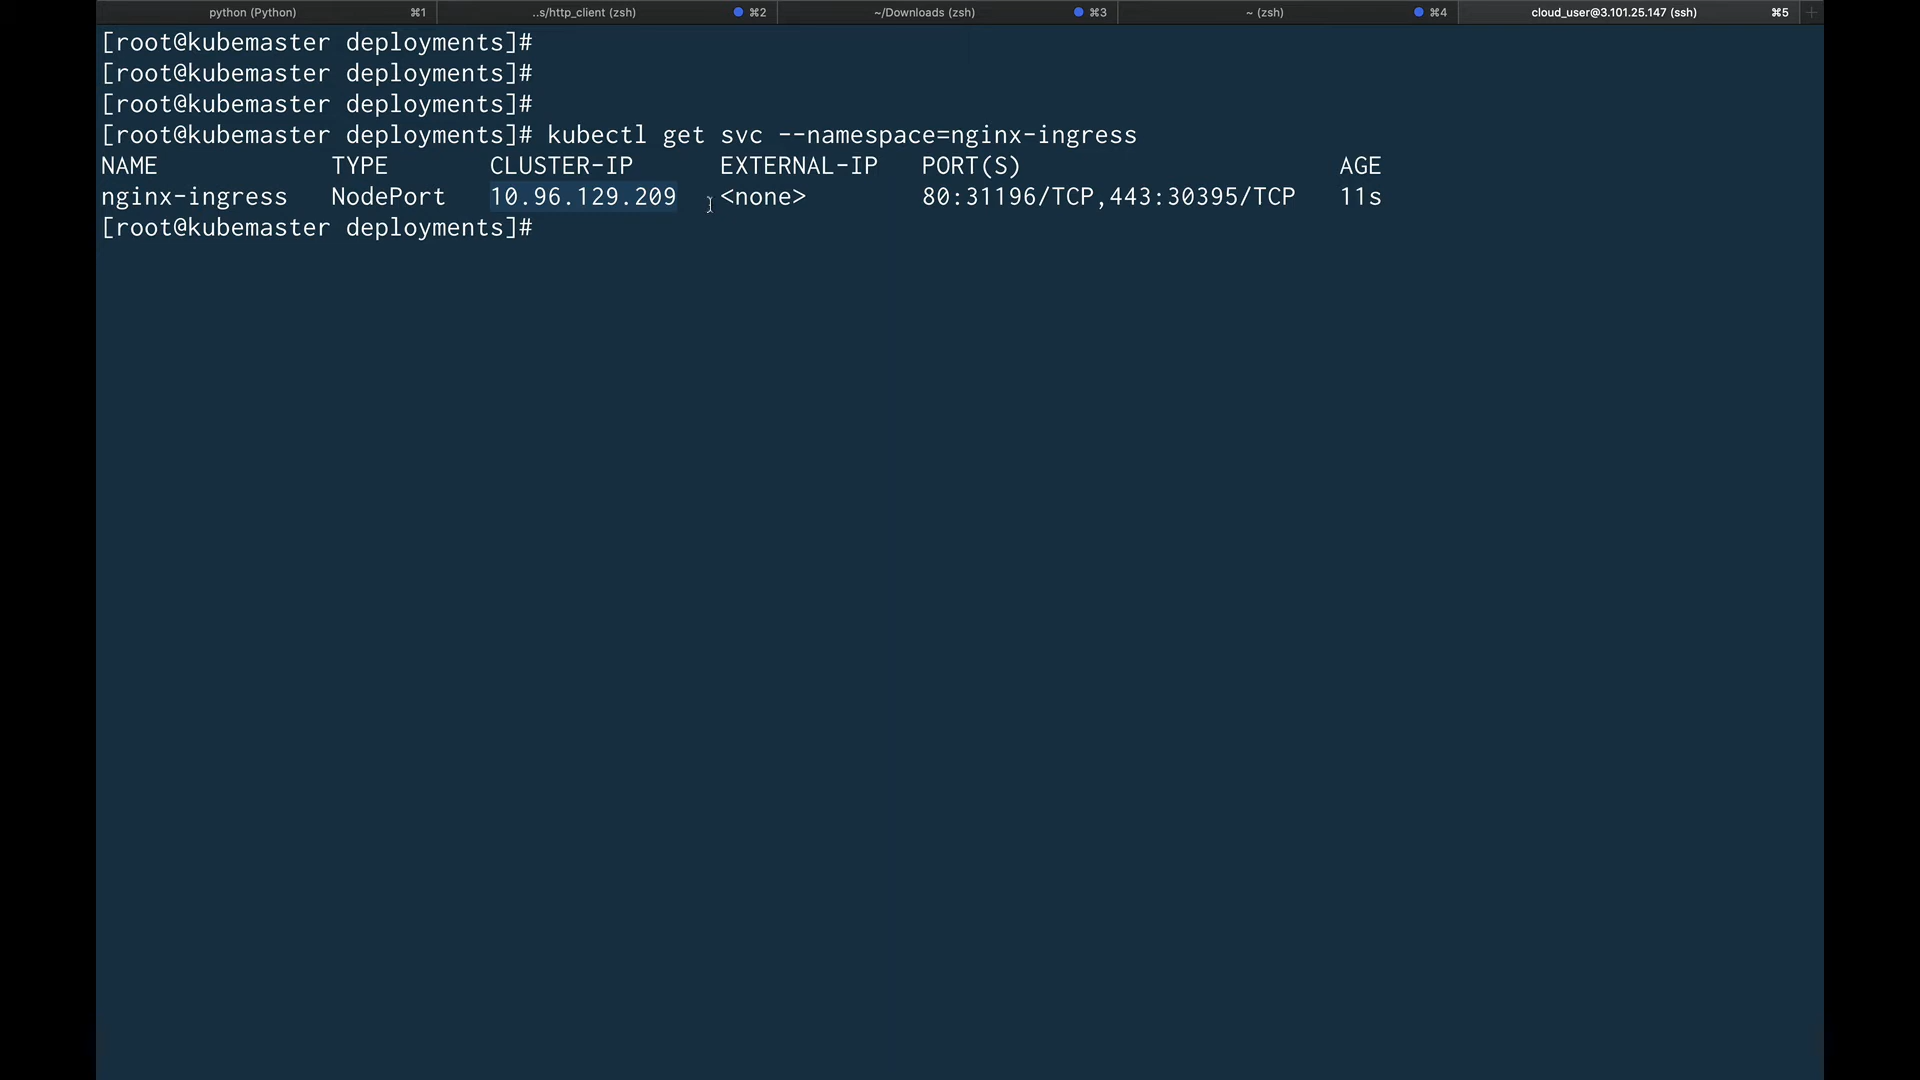 python (Python) ⌘1 ..s/http_client (zsh) ⌘2 ~/Downloads (zsh) ⌘3 ~ (zsh) ⌘4 cloud_user@3.101.25.147 (ssh) ⌘5 +
[root@kubemaster deployments]#
[root@kubemaster deployments]#
[root@kubemaster deployments]#
[root@kubemaster deployments]# kubectl get svc --namespace=nginx-ingress
NAME TYPE CLUSTER-IP EXTERNAL-IP PORT(S) AGE
nginx-ingress NodePort 10.96.129.209 <none> 80:31196/TCP,443:30395/TCP 11s
[root@kubemaster deployments]#